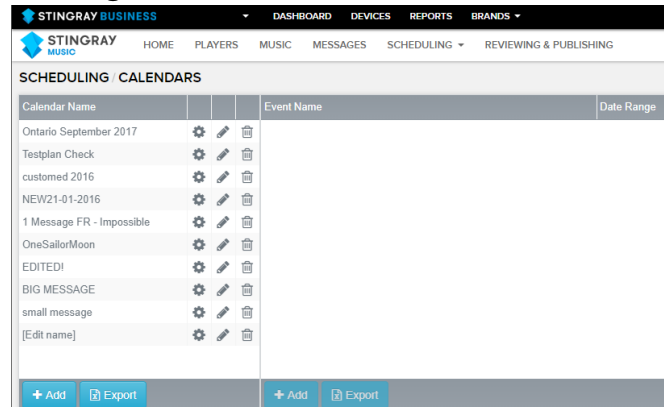 STINGRAY BUSINESS DASHBOARD DEVICES REPORTS BRANDS
STINGRAY MUSIC HOME PLAYERS MUSIC MESSAGES SCHEDULING REVIEWING & PUBLISHING
SCHEDULING / CALENDARS
Calendar Name Event Name Date Range
Ontario September 2017
Testplan Check
customed 2016
NEW21-01-2016
1 Message FR - Impossible
OneSailorMoon
EDITED!
BIG MESSAGE
small message
[Edit name]
+ Add Export + Add Export